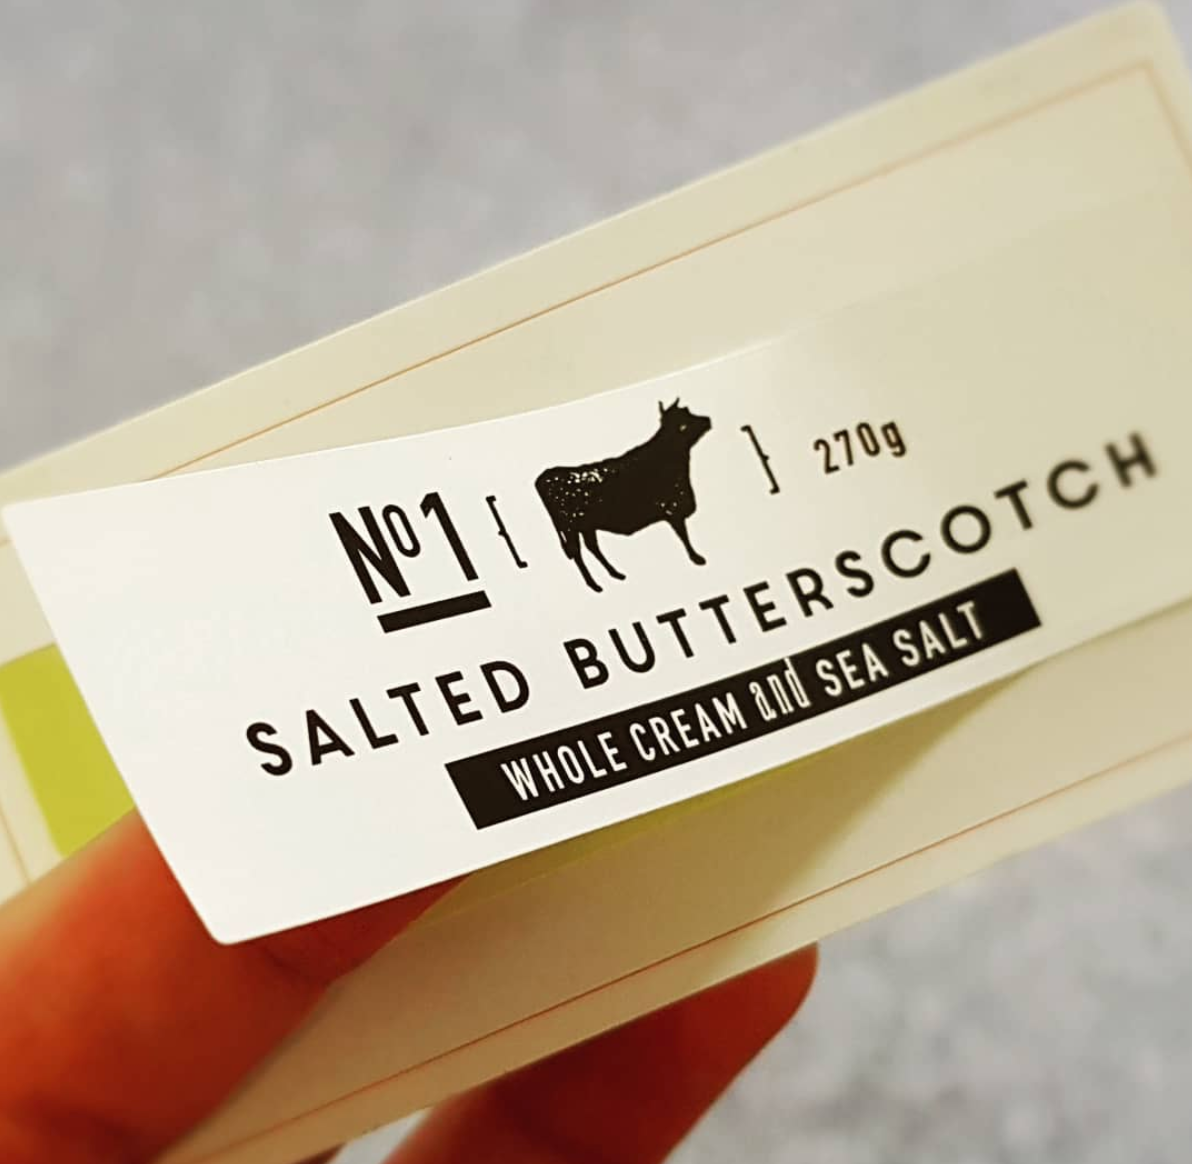 Nº1 { } 270g
SALTED BUTTERSCOTCH
WHOLE CREAM and SEA SALT